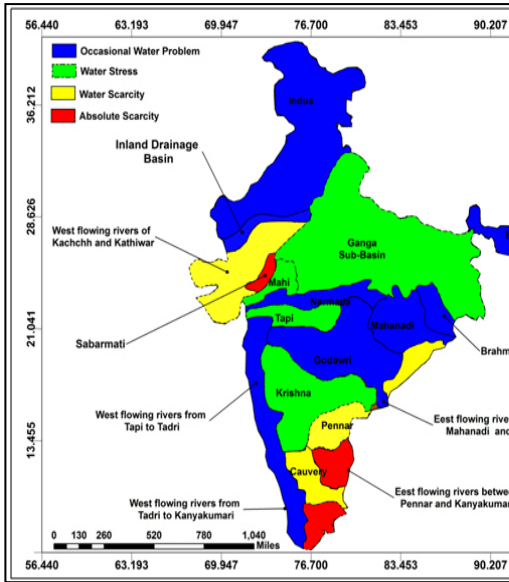 56.440 63.193 69.947 76.700 83.453 90.207
Occasional Water Problem
Water Stress
Water Scarcity
Absolute Scarcity
Indus
36.212
Inland Drainage
Basin
28.626
West flowing rivers of
Kachchh and Kathiwar
Ganga
Sub-Basin
Mahi
Sabarmati
Narmada
21.041
Tapi
Mahanadi
Brahm
Godawri
West flowing rivers from
Tapi to Tadri
Krishna
Eest flowing river
Mahanadi and
Pennar
13.455
Cauvery
West flowing rivers from
Tadri to Kanyakumari
Eest flowing rivers betwe
Pennar and Kanyakumar
0 130 260 520 780 1,040
Miles
56.440 63.193 69.947 76.700 83.453 90.207